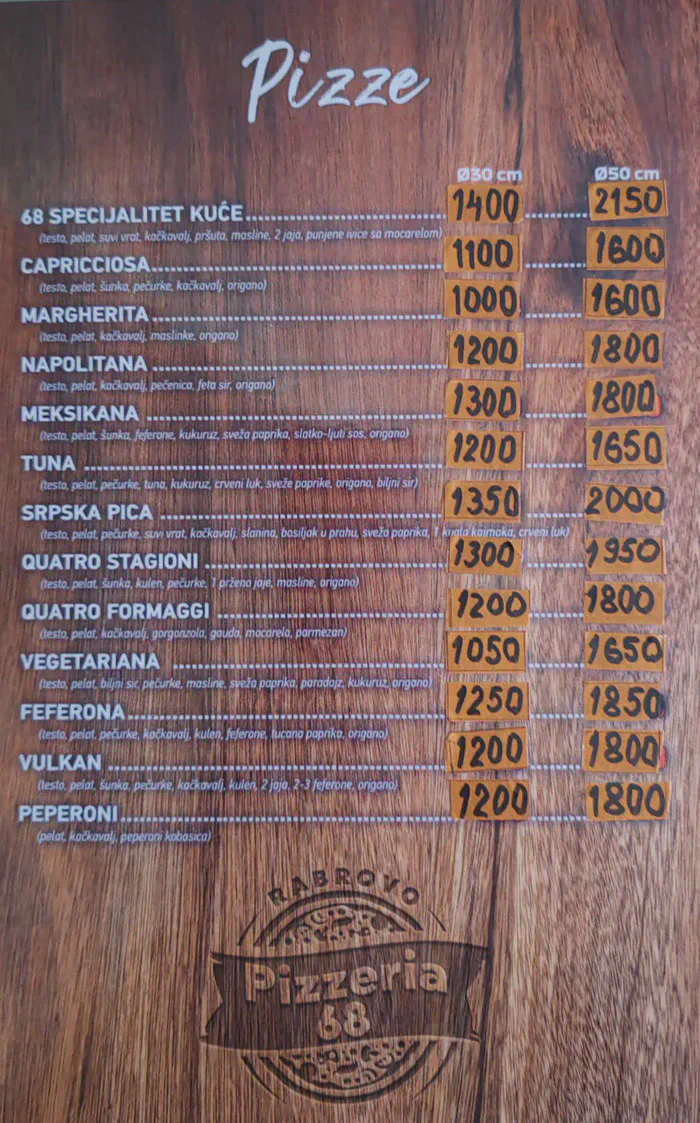 Pizze
Ø30 cm Ø50 cm
68 SPECIJALITET KUĆE 1400 2150
(testo, pelat, suvi vrat, kačkavalj, pršuta, masline, 2 jaja, punjene ivice sa mocarelom)
CAPRICCIOSA 1100 1600
(testo, pelat, šunka, pečurke, kačkavalj, origano)
MARGHERITA 1000 1600
(testo, pelat, kačkavalj, maslinke, origano)
NAPOLITANA 1200 1800
(testo, pelat, kačkavalj, pečenica, feta sir, origano)
MEKSIKANA 1300 1800
(testo, pelat, šunka, feferone, kukuruz, sveža paprika, slatko-ljuti sos, origano)
TUNA 1200 1650
(testo, pelat, pečurke, tuna, kukuruz, crveni luk, sveže paprike, origano, biljni sir)
SRPSKA PICA 1350 2000
(testo, pelat, pečurke, suvi vrat, kačkavalj, slanina, bosiljak u prahu, sveža paprika, 1 kugla kajmaka, crveni luk)
QUATRO STAGIONI 1300 1950
(testo, pelat, šunka, kulen, pečurke, 1 prženo jaje, masline, origano)
QUATRO FORMAGGI 1200 1800
(testo, pelat, kačkavalj, gorgonzola, gauda, mocarela, parmezan)
VEGETARIANA 1050 1650
(testo, pelat, biljni sir, pečurke, masline, sveža paprika, paradajz, kukuruz, origano)
FEFERONA 1250 1850
(testo, pelat, pečurke, kačkavalj, kulen, feferone, tucana paprika, origano)
VULKAN 1200 1800
(testo, pelat, šunka, pečurke, kačkavalj, kulen, 2 jaja, 2-3 feferone, origano)
PEPERONI 1200 1800
(pelat, kačkavalj, peperoni kobasica)
RABROVO
Pizzeria
68